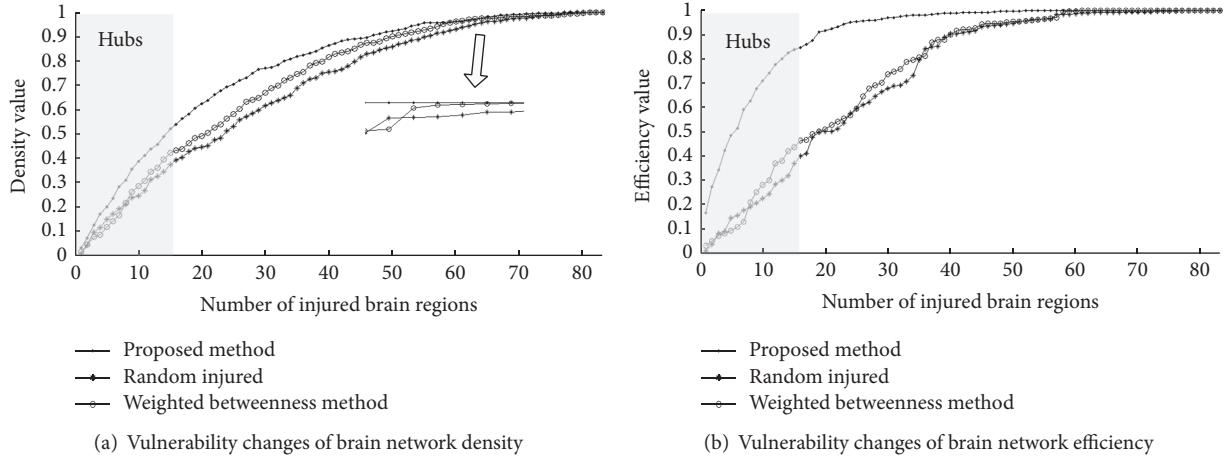 Hubs
Density value
1
0.9
0.8
0.7
0.6
0.5
0.4
0.3
0.2
0.1
0
0 10 20 30 40 50 60 70 80
Number of injured brain regions
Proposed method
Random injured
Weighted betweenness method
(a) Vulnerability changes of brain network density
Hubs
Efficiency value
1
0.9
0.8
0.7
0.6
0.5
0.4
0.3
0.2
0.1
0
0 10 20 30 40 50 60 70 80
Number of injured brain regions
Proposed method
Random injured
Weighted betweenness method
(b) Vulnerability changes of brain network efficiency